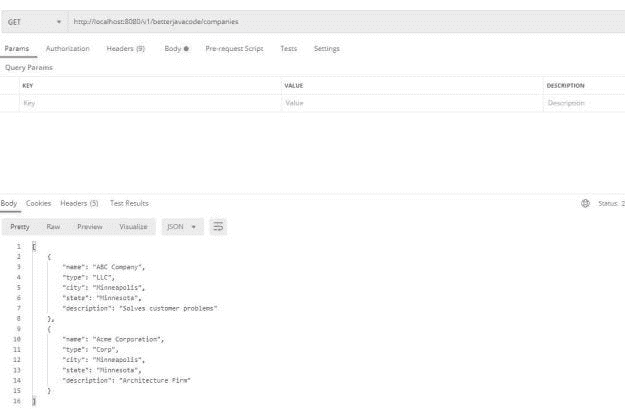 GET http://localhost:8080/v1/betterjavacode/companies
Params Authorization Headers (9) Body Pre-request Script Tests Settings
Query Params
KEY VALUE DESCRIPTION
Key Value Description
Body Cookies Headers (5) Test Results Status: 2
Pretty Raw Preview Visualize JSON
1 [
2 {
3 "name": "ABC Company",
4 "type": "LLC",
5 "city": "Minneapolis",
6 "state": "Minnesota",
7 "description": "Solves customer problems"
8 },
9 {
10 "name": "Acme Corporation",
11 "type": "Corp",
12 "city": "Minneapolis",
13 "state": "Minnesota",
14 "description": "Architecture Firm"
15 }
16 ]